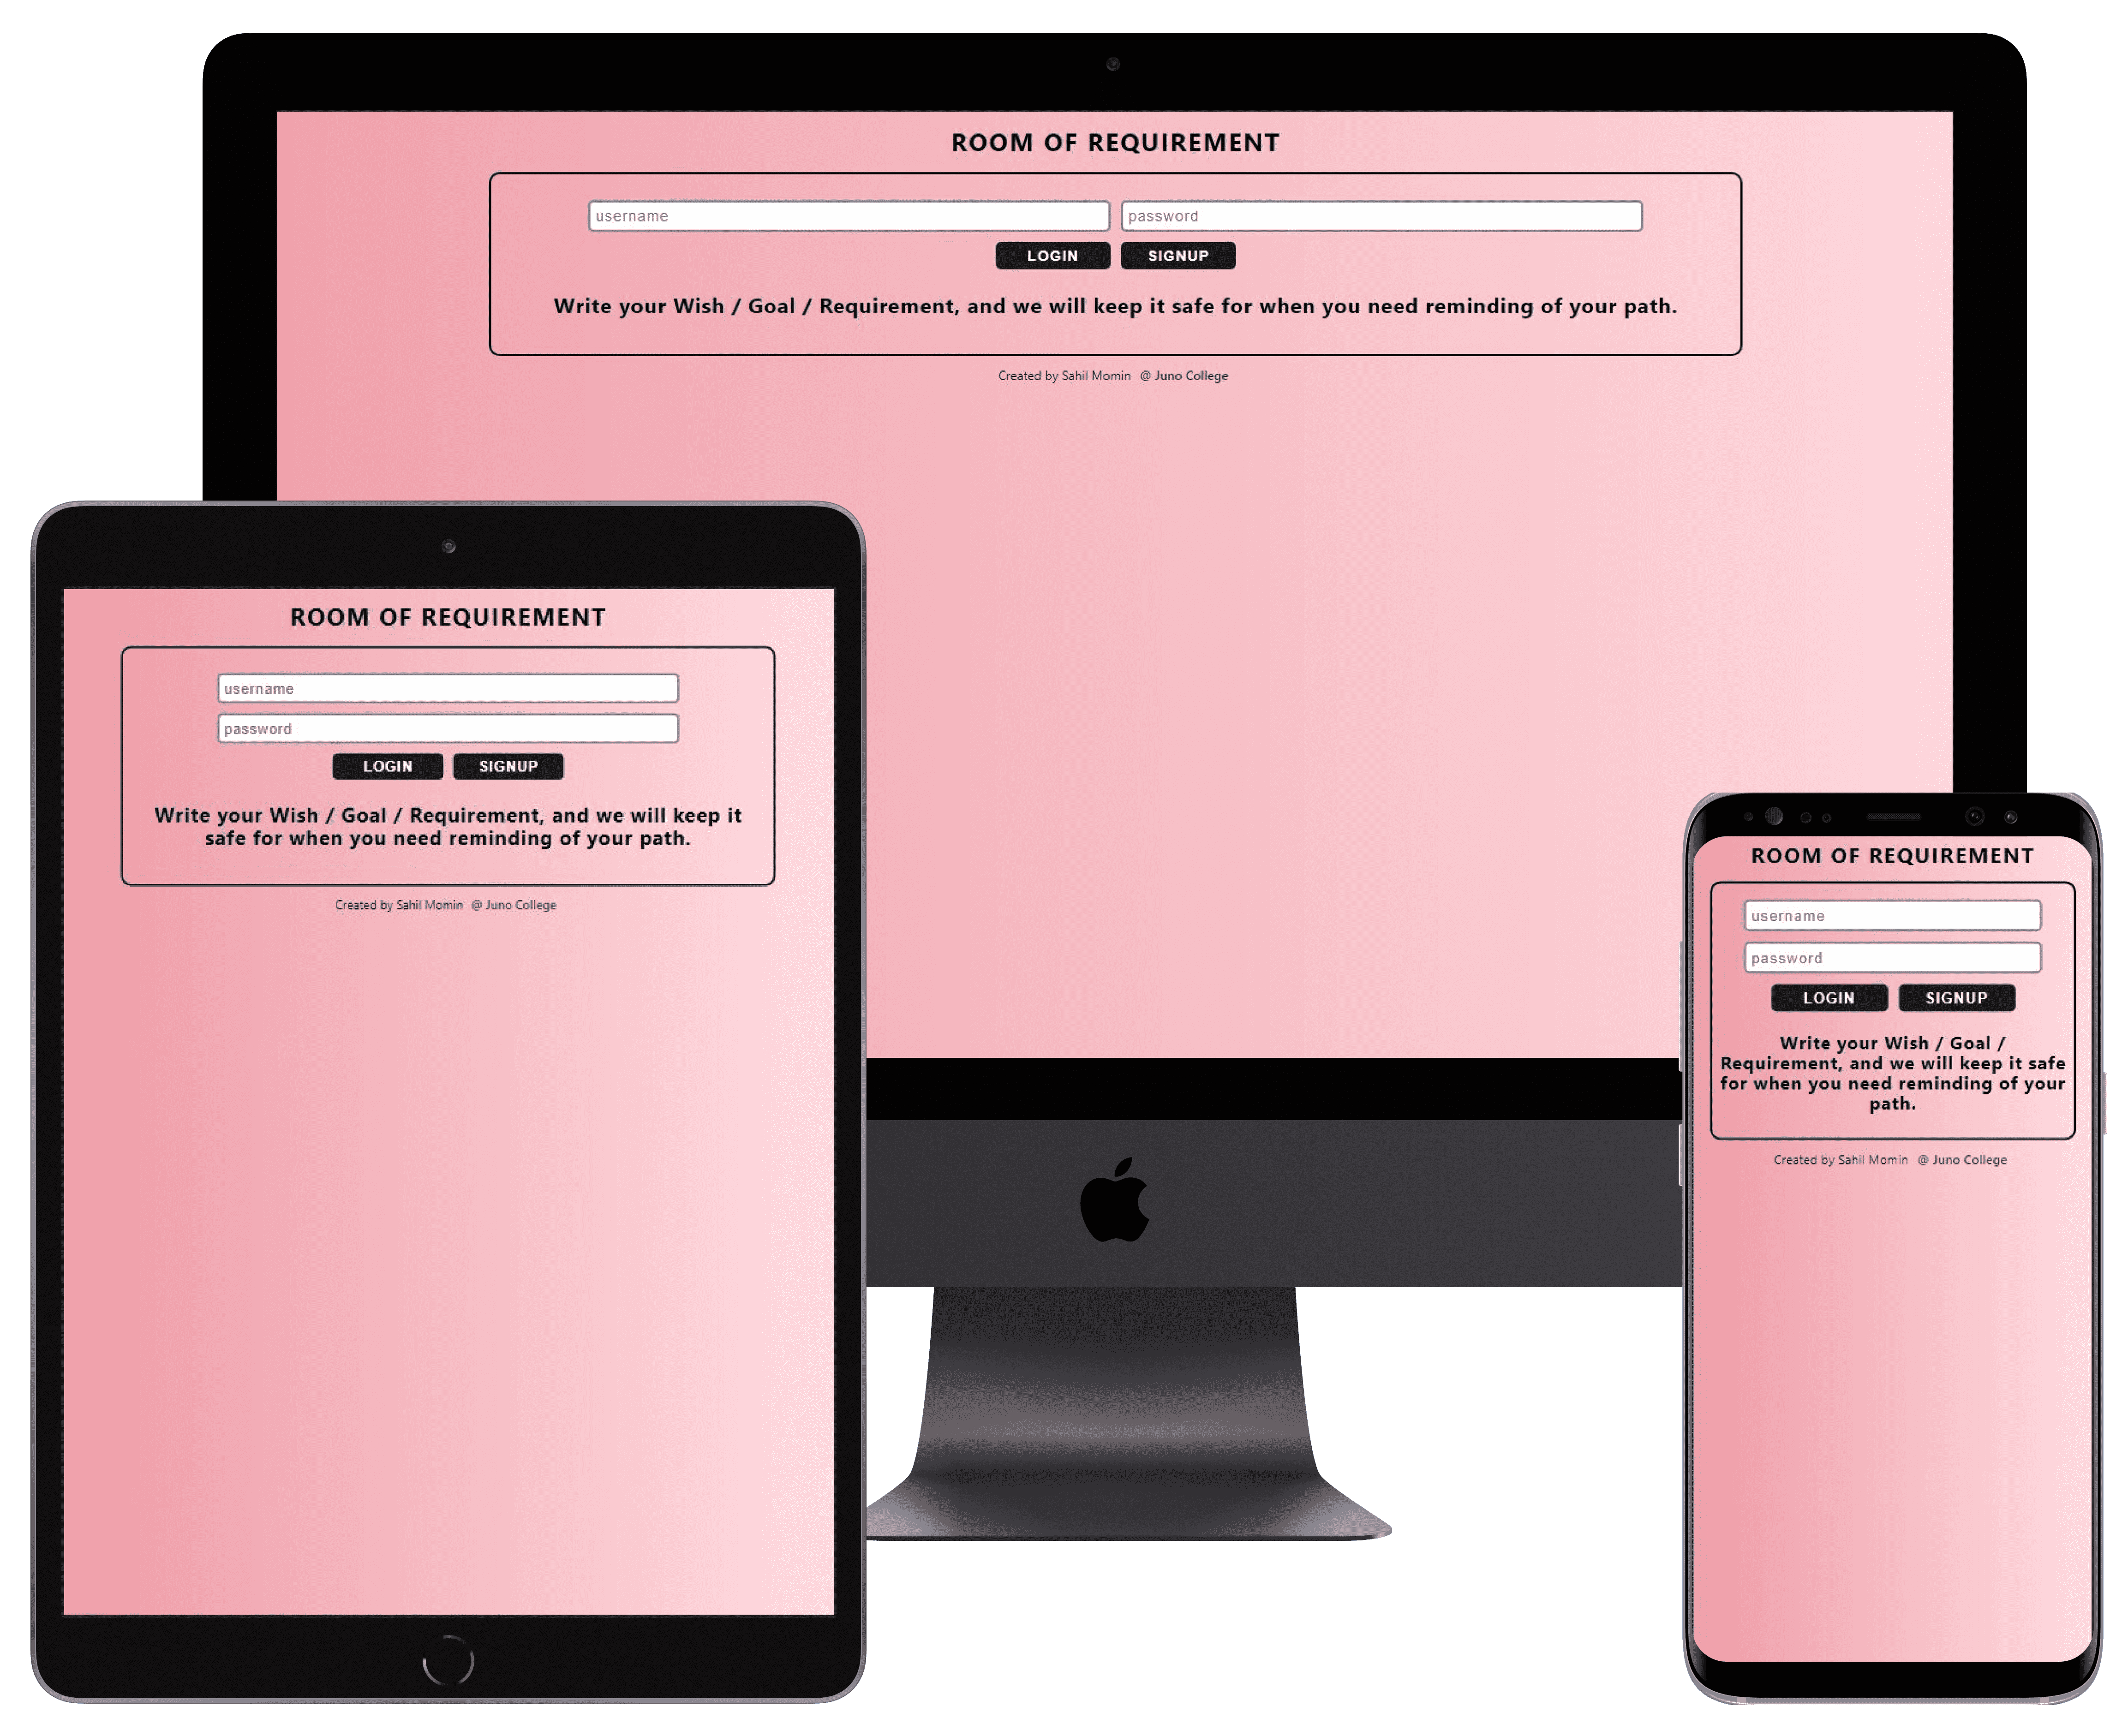 ROOM OF REQUIREMENT
username password
LOGIN SIGNUP
Write your Wish / Goal / Requirement, and we will keep it safe for when you need reminding of your path.
Created by Sahil Momin @ Juno College
ROOM OF REQUIREMENT
username
password
LOGIN SIGNUP
Write your Wish / Goal / Requirement, and we will keep it
safe for when you need reminding of your path.
Created by Sahil Momin @ Juno College
ROOM OF REQUIREMENT
username
password
LOGIN SIGNUP
Write your Wish / Goal /
Requirement, and we will keep it safe
for when you need reminding of your
path.
Created by Sahil Momin @ Juno College